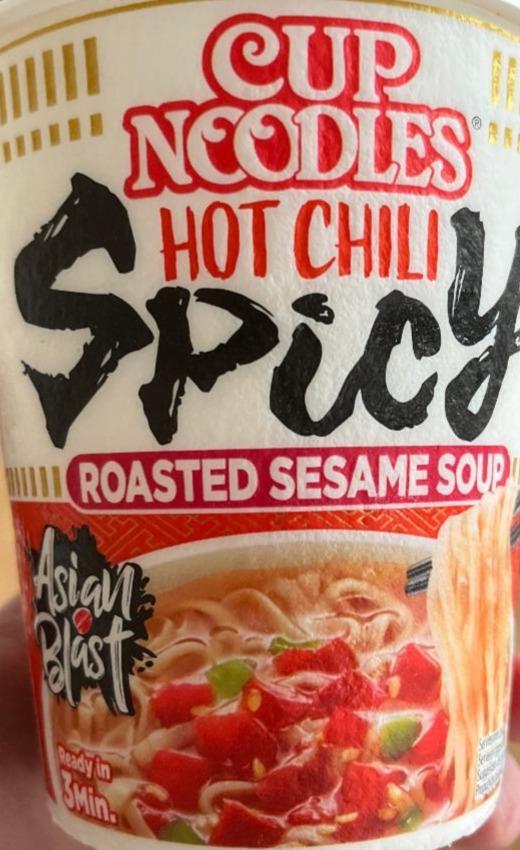 CUP
NOODLES®
HOT CHILI
Spicy
ROASTED SESAME SOUP
Asian
Blast
Ready in
3Min.